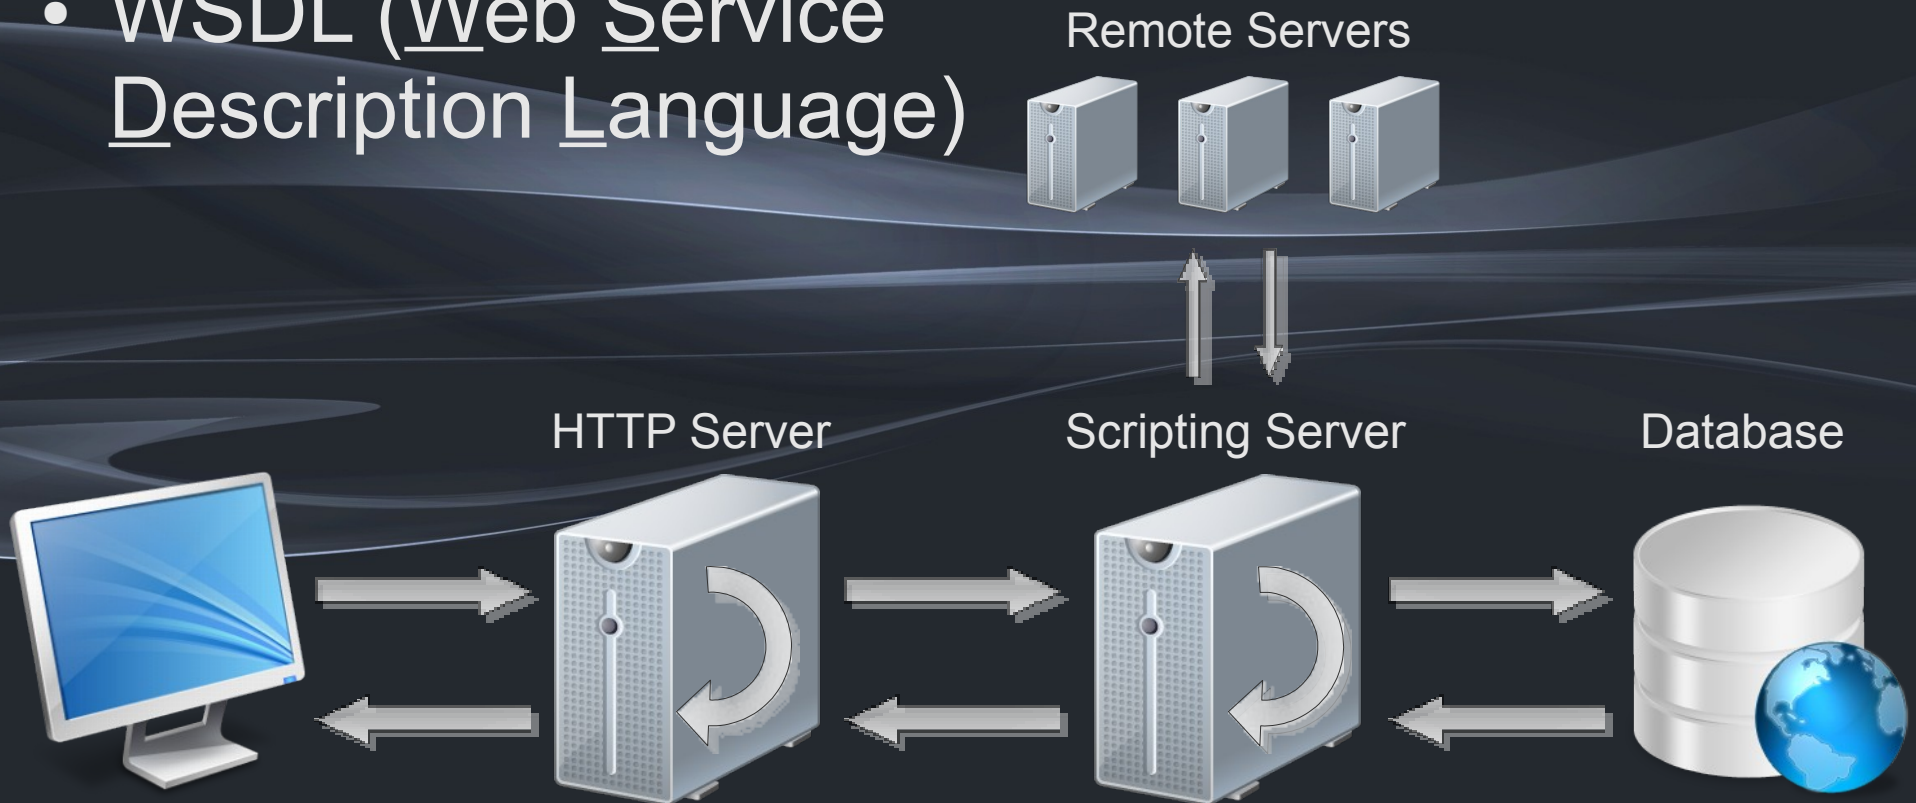 • WSDL (Web Service
Description Language)
Remote Servers
HTTP Server
Scripting Server
Database